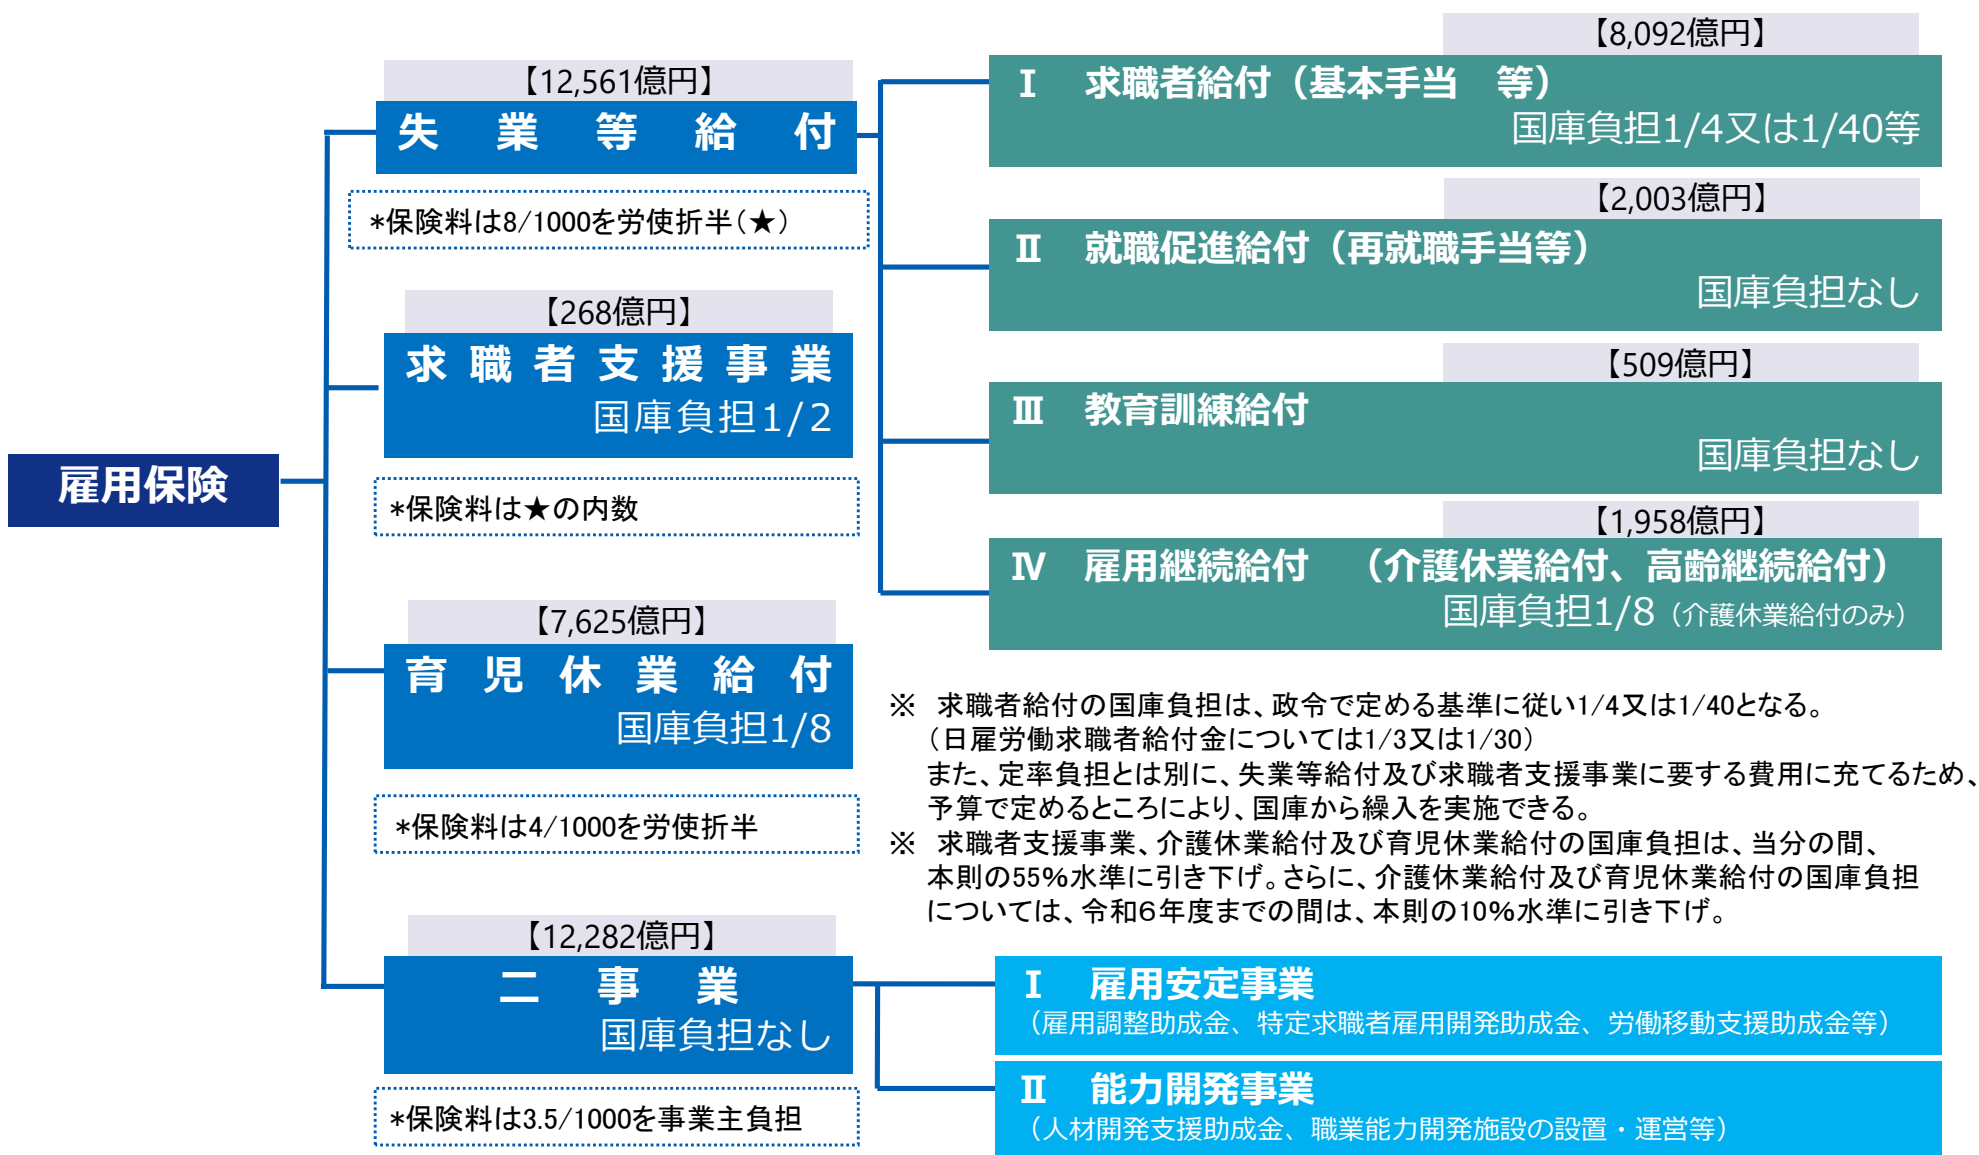 雇用保険
【12,561億円】
失業等給付
*保険料は8/1000を労使折半(★)
【268億円】
求職者支援事業
国庫負担1/2
*保険料は★の内数
【7,625億円】
育児休業給付
国庫負担1/8
*保険料は4/1000を労使折半
【12,282億円】
二事業
国庫負担なし
*保険料は3.5/1000を事業主負担
【8,092億円】
Ⅰ 求職者給付（基本手当 等）
国庫負担1/4又は1/40等
【2,003億円】
Ⅱ 就職促進給付（再就職手当等）
国庫負担なし
【509億円】
Ⅲ 教育訓練給付
国庫負担なし
【1,958億円】
Ⅳ 雇用継続給付 （介護休業給付、高齢継続給付）
国庫負担1/8（介護休業給付のみ）
※ 求職者給付の国庫負担は、政令で定める基準に従い1/4又は1/40となる。
（日雇労働求職者給付金については1/3又は1/30）
また、定率負担とは別に、失業等給付及び求職者支援事業に要する費用に充てるため、
予算で定めるところにより、国庫から繰入を実施できる。
※ 求職者支援事業、介護休業給付及び育児休業給付の国庫負担は、当分の間、
本則の55％水準に引き下げ。さらに、介護休業給付及び育児休業給付の国庫負担
については、令和６年度までの間は、本則の10％水準に引き下げ。
Ⅰ 雇用安定事業
（雇用調整助成金、特定求職者雇用開発助成金、労働移動支援助成金等）
Ⅱ 能力開発事業
（人材開発支援助成金、職業能力開発施設の設置・運営等）